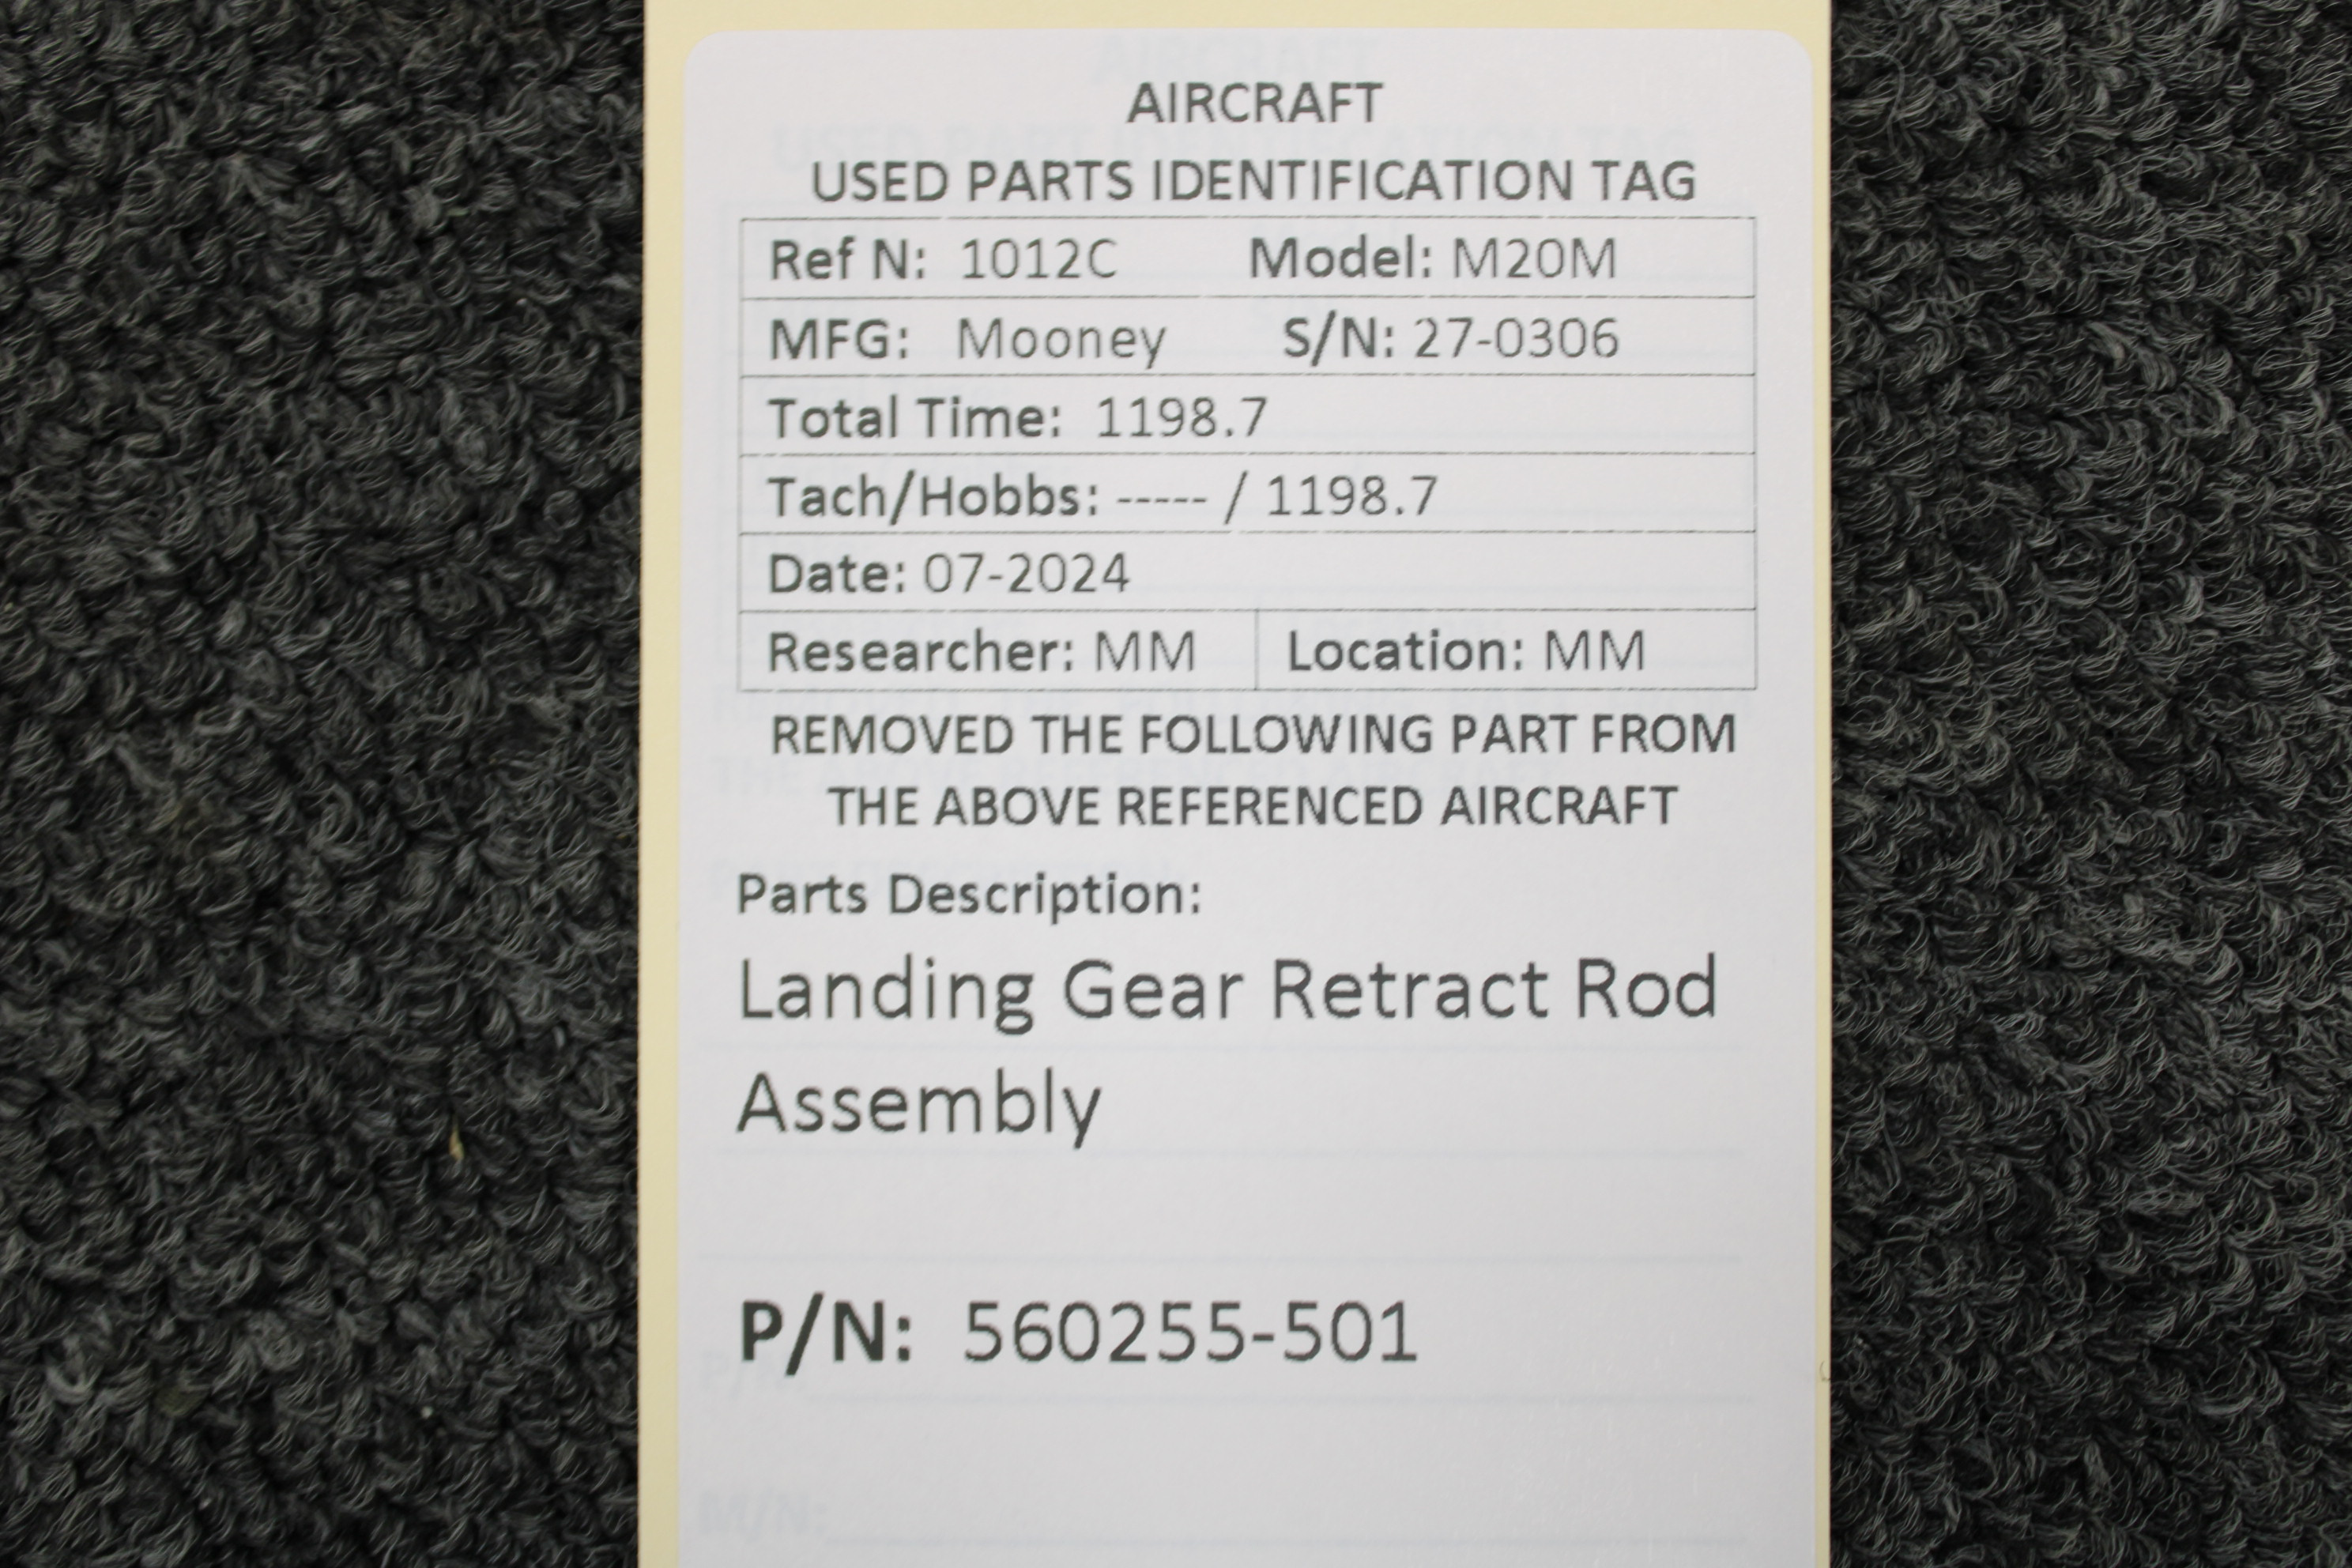 AIRCRAFT
USED PARTS IDENTIFICATION TAG
Ref N: 1012C Model: M20M
MFG: Mooney S/N: 27-0306
Total Time: 1198.7
Tach/Hobbs: ----- / 1198.7
Date: 07-2024
Researcher: MM Location: MM
REMOVED THE FOLLOWING PART FROM
THE ABOVE REFERENCED AIRCRAFT
Parts Description:
Landing Gear Retract Rod
Assembly
P/N: 560255-501